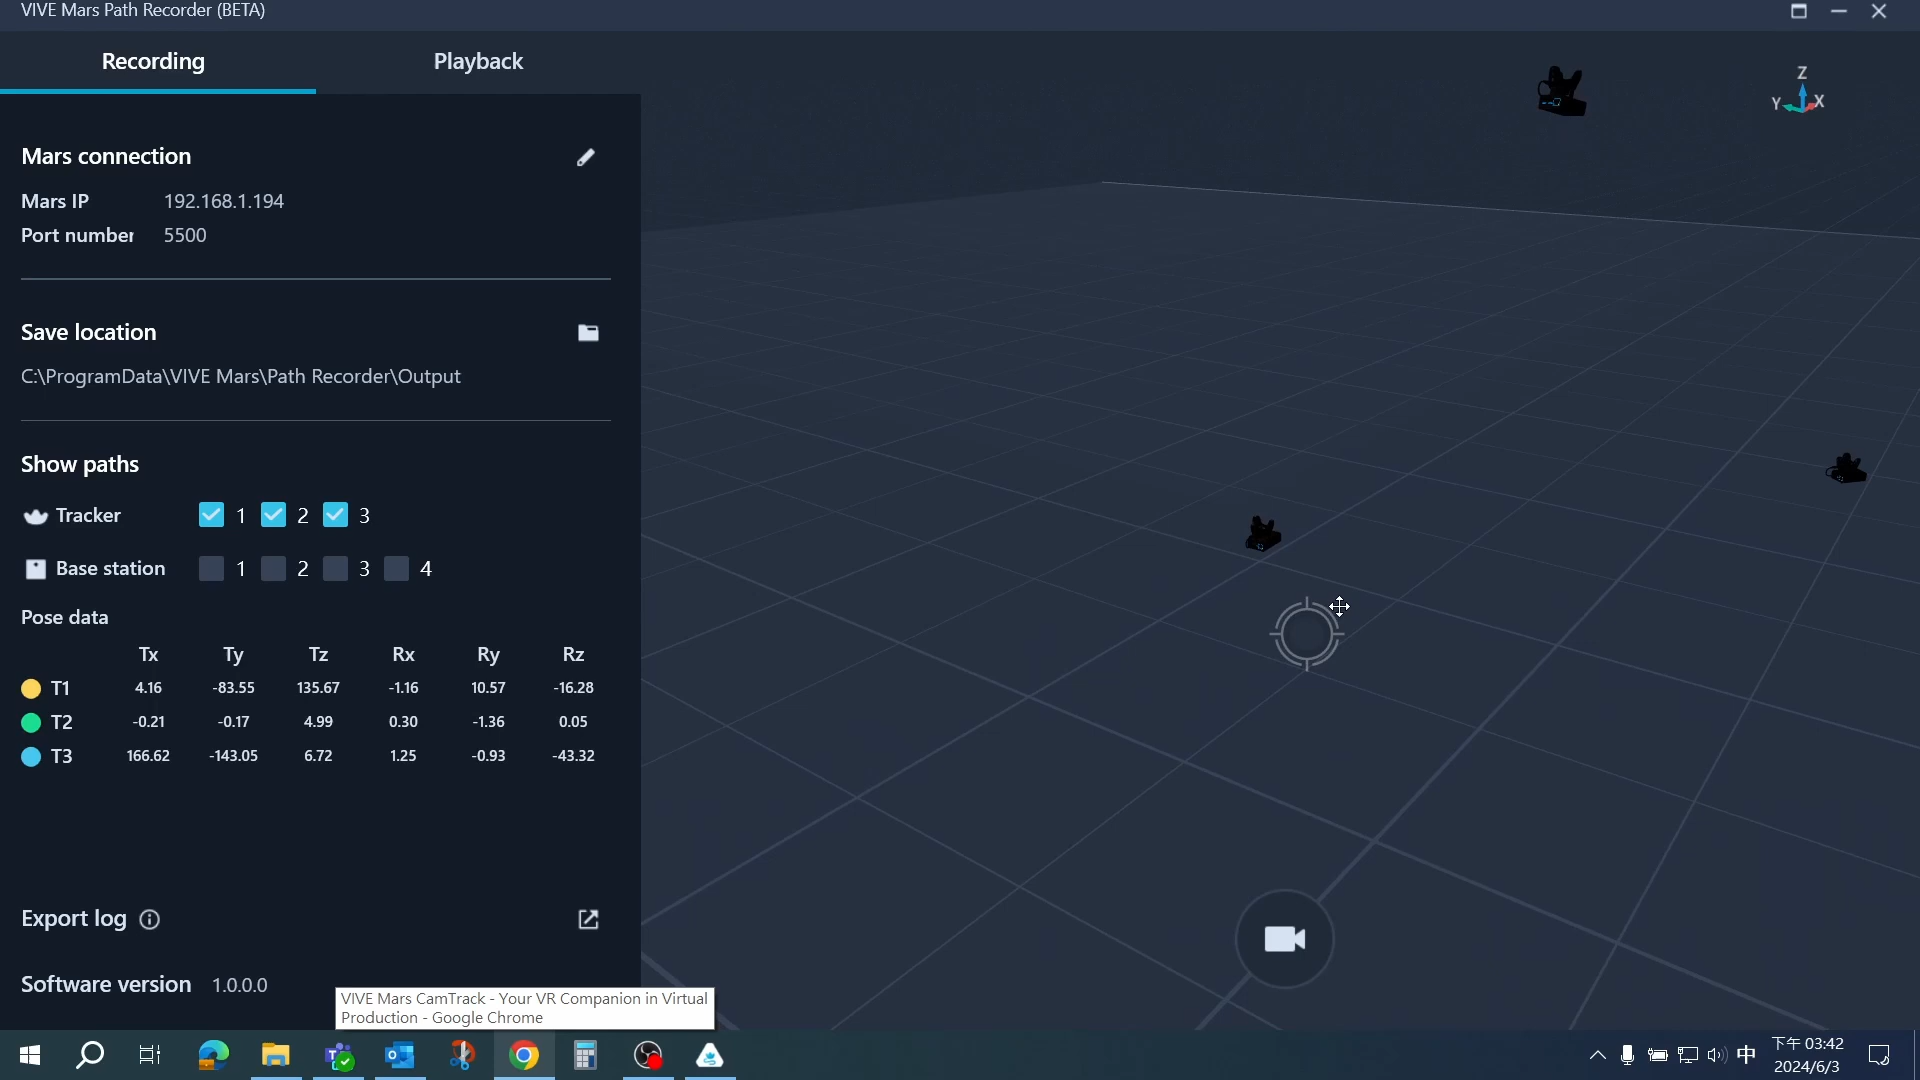 VIVE Mars Path Recorder (BETA)
Recording
Playback
Z
Y
X
Mars connection
Mars IP 192.168.1.194
Port number 5500
Save location
C:\ProgramData\VIVE Mars\Path Recorder\Output
Show paths
Tracker 1 2 3
Base station 1 2 3 4
Pose data
Tx Ty Tz Rx Ry Rz
T1 4.16 -83.55 135.67 -1.16 10.57 -16.28
T2 -0.21 -0.17 4.99 0.30 -1.36 0.05
T3 166.62 -143.05 6.72 1.25 -0.93 -43.32
Export log
Software version 1.0.0.0
VIVE Mars CamTrack - Your VR Companion in Virtual
Production - Google Chrome
中
下午 03:42
2024/6/3